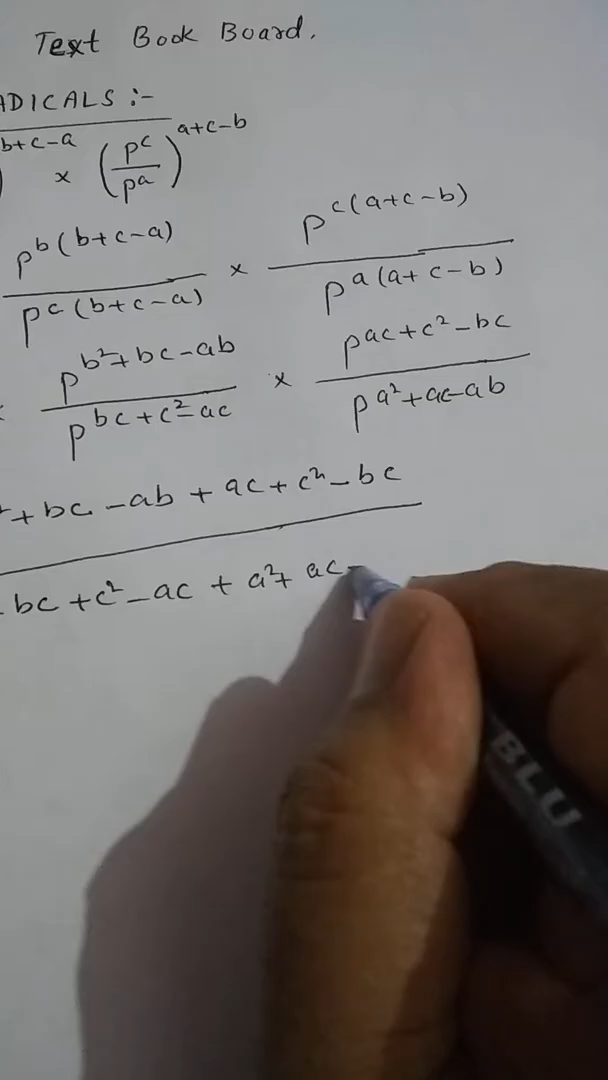 Text Book Board.
ADICALS :-
b+c-a × (p^c/p^a)^a+c-b
p^b(b+c-a)/p^c(b+c-a) × p^c(a+c-b)/p^a(a+c-b)
p^b²+bc-ab/p^bc+c²-ac × p^ac+c²-bc/p^a²+ac-ab
+bc-ab+ac+c²-bc
bc+c²-ac+a²+ac-
BLU